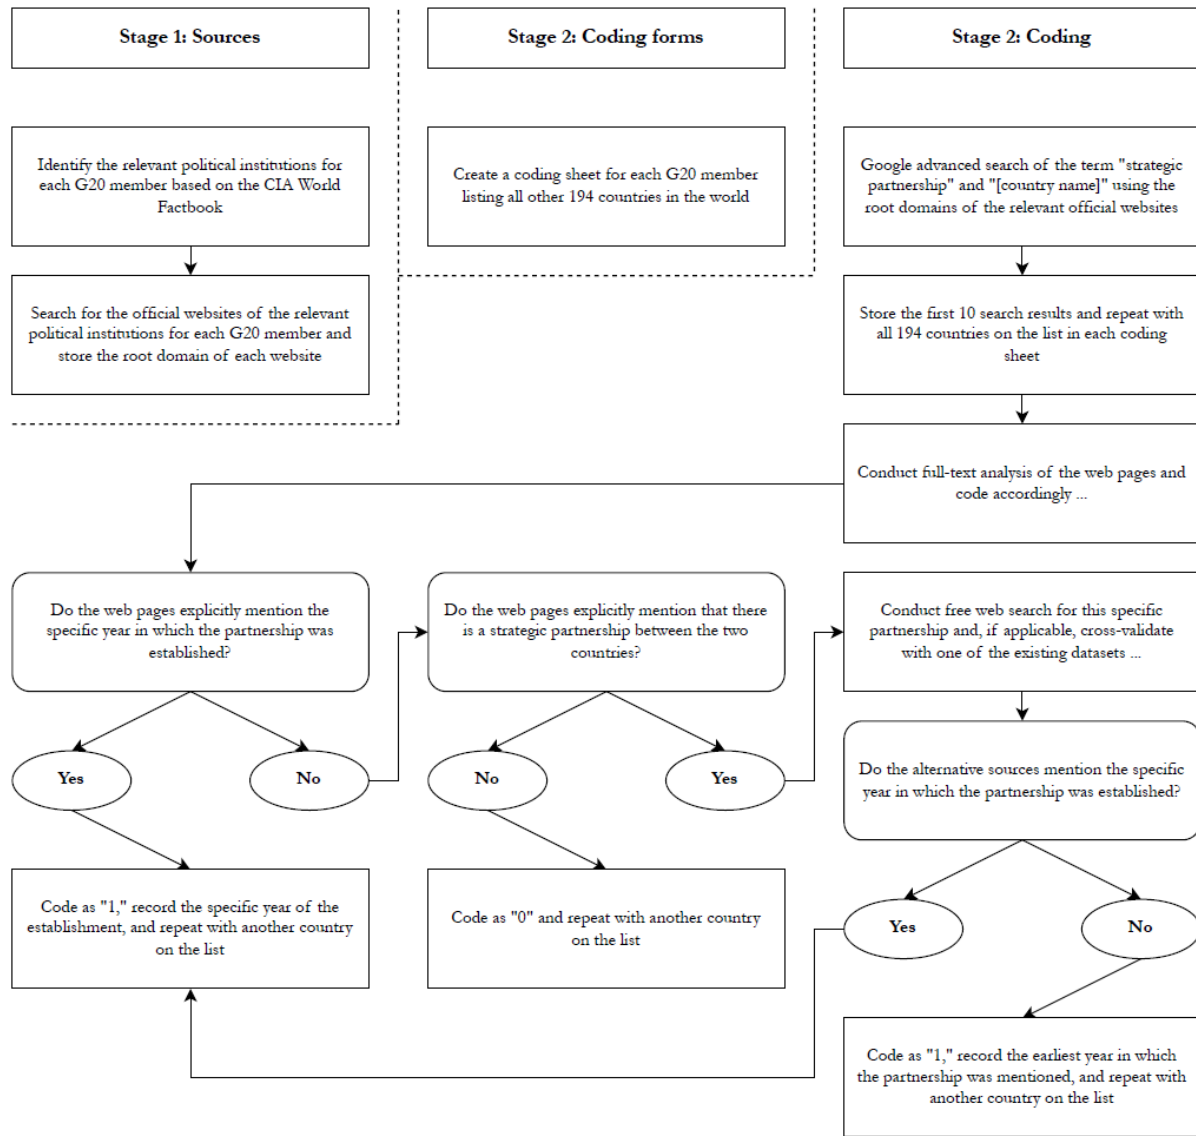 Stage 1: Sources
Stage 2: Coding forms
Stage 2: Coding
Identify the relevant political institutions for
each G20 member based on the CIA World
Factbook
Create a coding sheet for each G20 member
listing all other 194 countries in the world
Google advanced search of the term "strategic
partnership" and "[country name]" using the
root domains of the relevant official websites
Search for the official websites of the relevant
political institutions for each G20 member and
store the root domain of each website
Store the first 10 search results and repeat with
all 194 countries on the list in each coding
sheet
Conduct full-text analysis of the web pages and
code accordingly ...
Do the web pages explicitly mention the
specific year in which the partnership was
established?
Do the web pages explicitly mention that there
is a strategic partnership between the two
countries?
Conduct free web search for this specific
partnership and, if applicable, cross-validate
with one of the existing datasets ...
Yes
No
No
Yes
Do the alternative sources mention the specific
year in which the partnership was established?
Code as "1," record the specific year of the
establishment, and repeat with another country
on the list
Code as "0" and repeat with another country
on the list
Yes
No
Code as "1," record the earliest year in which
the partnership was mentioned, and repeat with
another country on the list